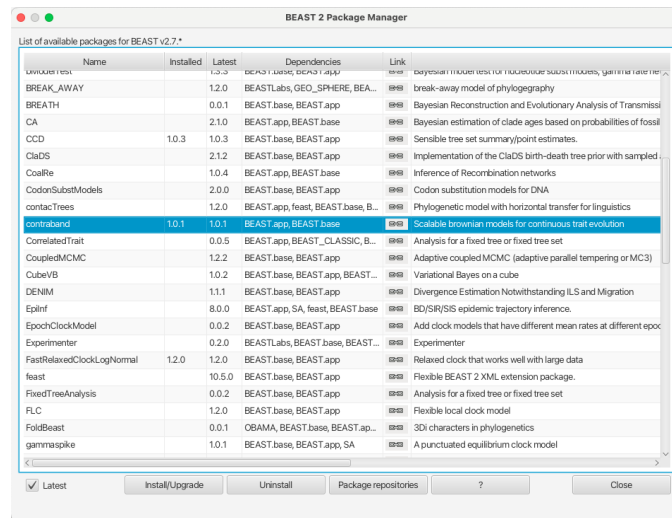 BEAST 2 Package Manager
List of available packages for BEAST v2.7.*
Name Installed Latest Dependencies Link
bModelTest 1.3.3 BEAST.base, BEAST.app Bayesian model test for nucleotide subst models, gamma rate he
BREAK_AWAY 1.2.0 BEASTLabs, GEO_SPHERE, BEA... break-away model of phylogegraphy
BREATH 0.0.1 BEAST.base, BEAST.app Bayesian Reconstruction and Evolutionary Analysis of Transmissi
CA 2.1.0 BEAST.app, BEAST.base Bayesian estimation of clade ages based on probabilities of fossil
CCD 1.0.3 1.0.3 BEAST.base, BEAST.app Sensible tree set summary/point estimates.
ClaDS 2.1.2 BEAST.base, BEAST.app Implementation of the ClaDS birth-death tree prior with sampled
CoalRe 1.0.4 BEAST.app, BEAST.base Inference of Recombination networks
CodonSubstModels 2.0.0 BEAST.base, BEAST.app Codon substitution models for DNA
contacTrees 1.2.0 BEAST.app, feast, BEAST.base, B... Phylogenetic model with horizontal transfer for linguistics
contraband 1.0.1 1.0.1 BEAST.app, BEAST.base Scalable brownian models for continuous trait evolution
CorrelatedTrait 0.0.5 BEAST.app, BEAST_CLASSIC, B... Analysis for a fixed tree or fixed tree set
CoupledMCMC 1.2.2 BEAST.app, BEAST.base Adaptive coupled MCMC (adaptive parallel tempering or MC3)
CubeVB 1.0.2 BEAST.base, BEAST.app, BEAST... Variational Bayes on a cube
DENIM 1.1.1 BEAST.base, BEAST.app Divergence Estimation Notwithstanding ILS and Migration
EpiInf 8.0.0 BEAST.app, SA, feast, BEAST.base BD/SIR/SIS epidemic trajectory inference.
EpochClockModel 0.0.2 BEAST.base, BEAST.app Add clock models that have different mean rates at different epoc
Experimenter 0.2.0 BEASTLabs, BEAST.base, BEAST... Experimenter
FastRelaxedClockLogNormal 1.2.0 1.2.0 BEAST.base, BEAST.app Relaxed clock that works well with large data
feast 10.5.0 BEAST.base, BEAST.app Flexible BEAST 2 XML extension package.
FixedTreeAnalysis 0.0.2 BEAST.base, BEAST.app Analysis for a fixed tree or fixed tree set
FLC 1.2.0 BEAST.base, BEAST.app Flexible local clock model
FoldBeast 0.0.1 OBAMA, BEAST.base, BEAST.ap... 3Di characters in phylogenetics
gammaspike 1.0.1 BEAST.base, BEAST.app, SA A punctuated equilibrium clock model
Latest Install/Upgrade Uninstall Package repositories ? Close